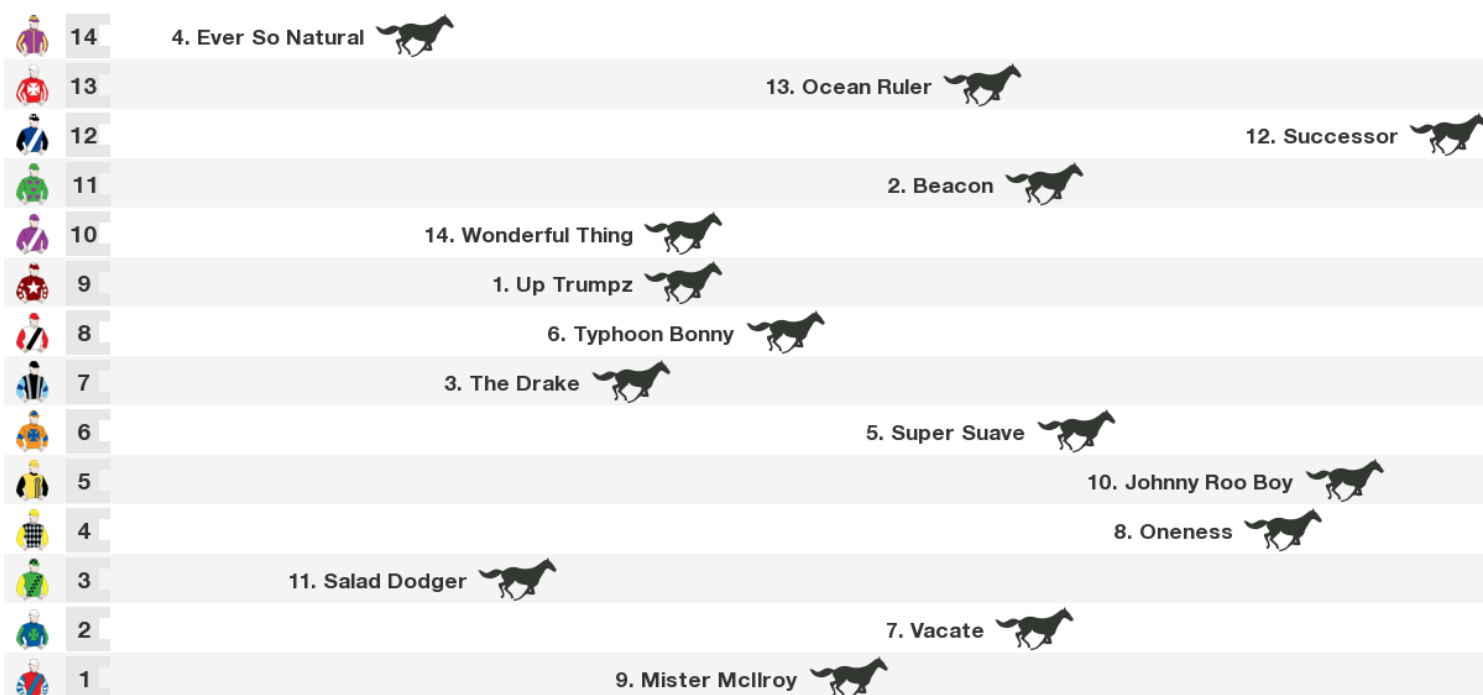 14 4. Ever So Natural
13 13. Ocean Ruler
12 12. Successor
11 2. Beacon
10 14. Wonderful Thing
9 1. Up Trumpz
8 6. Typhoon Bonny
7 3. The Drake
6 5. Super Suave
5 10. Johnny Roo Boy
4 8. Oneness
3 11. Salad Dodger
2 7. Vacate
1 9. Mister McIlroy